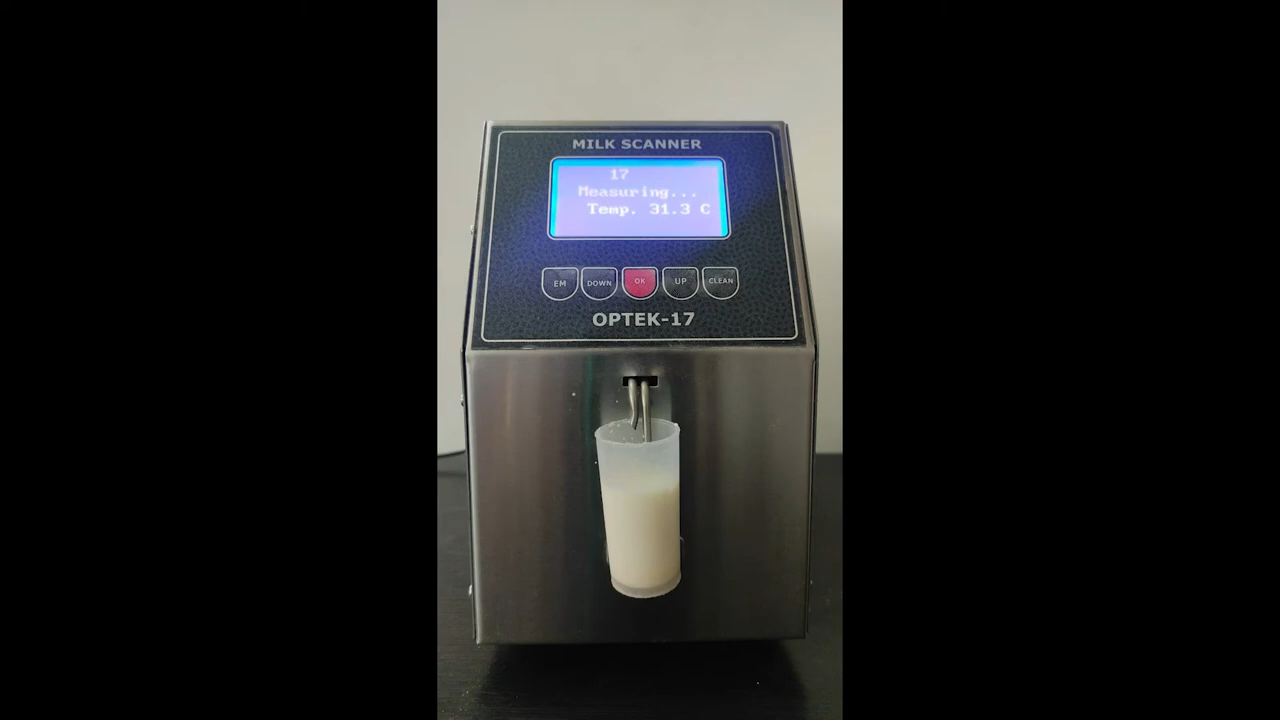 MILK SCANNER
17
Measuring...
Temp. 31.3 C
EM DOWN OK UP CLEAN
OPTEK-17